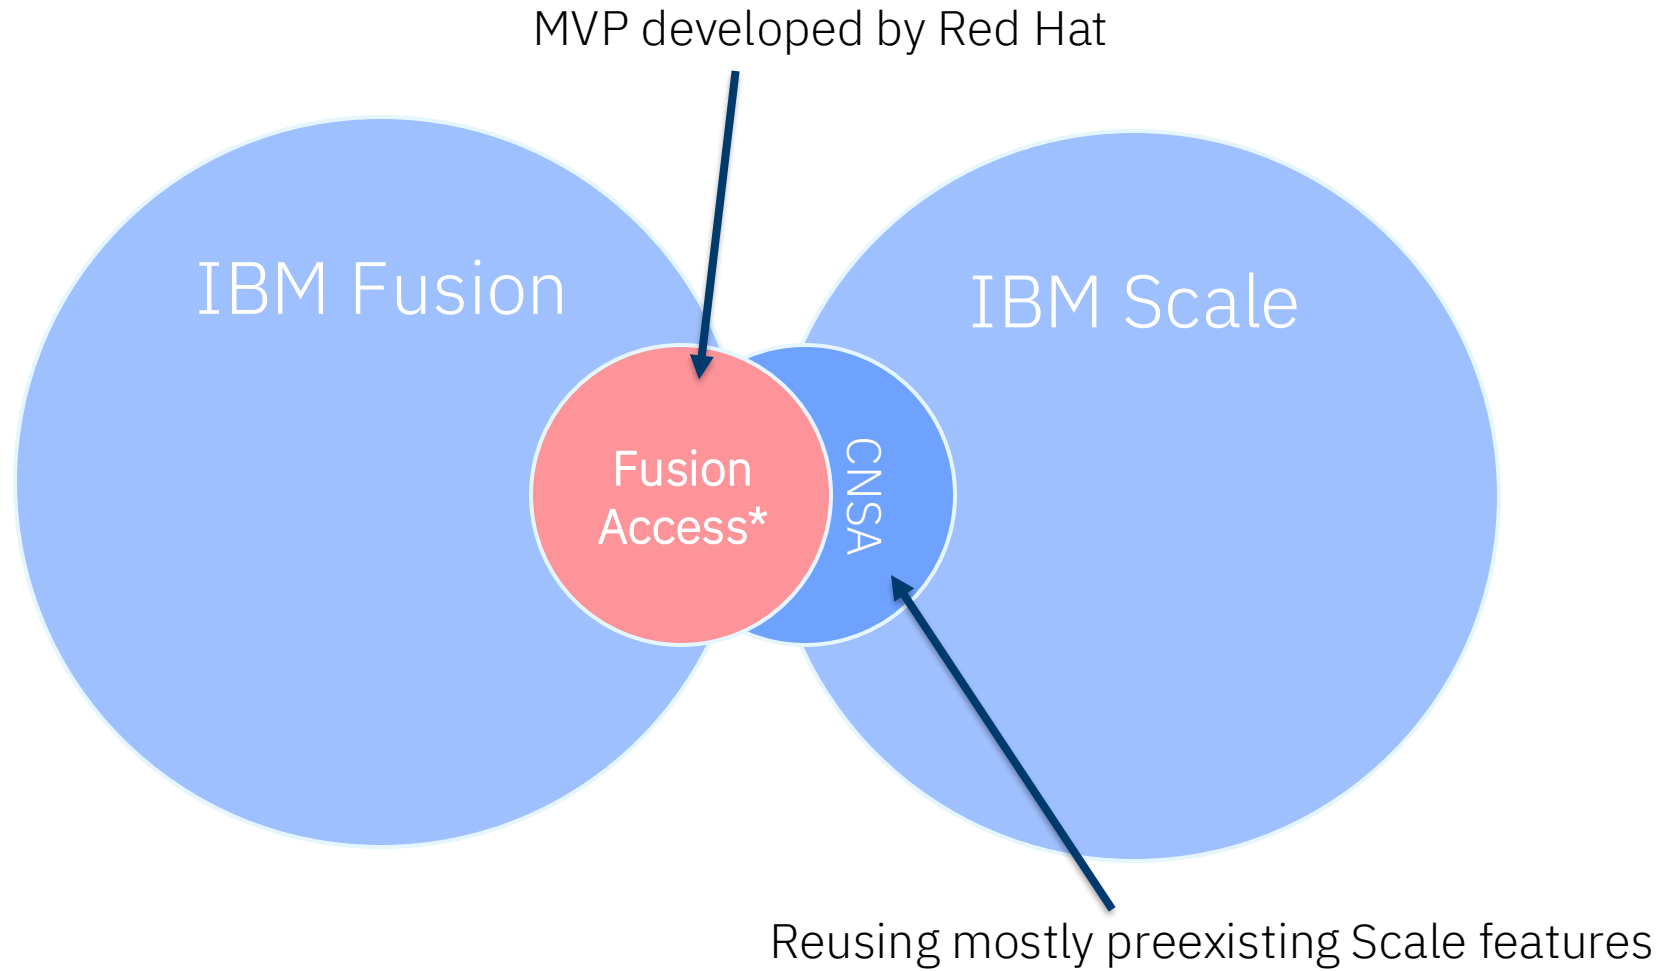 MVP developed by Red Hat
IBM Fusion
IBM Scale
Fusion
Access*
CNSA
Reusing mostly preexisting Scale features